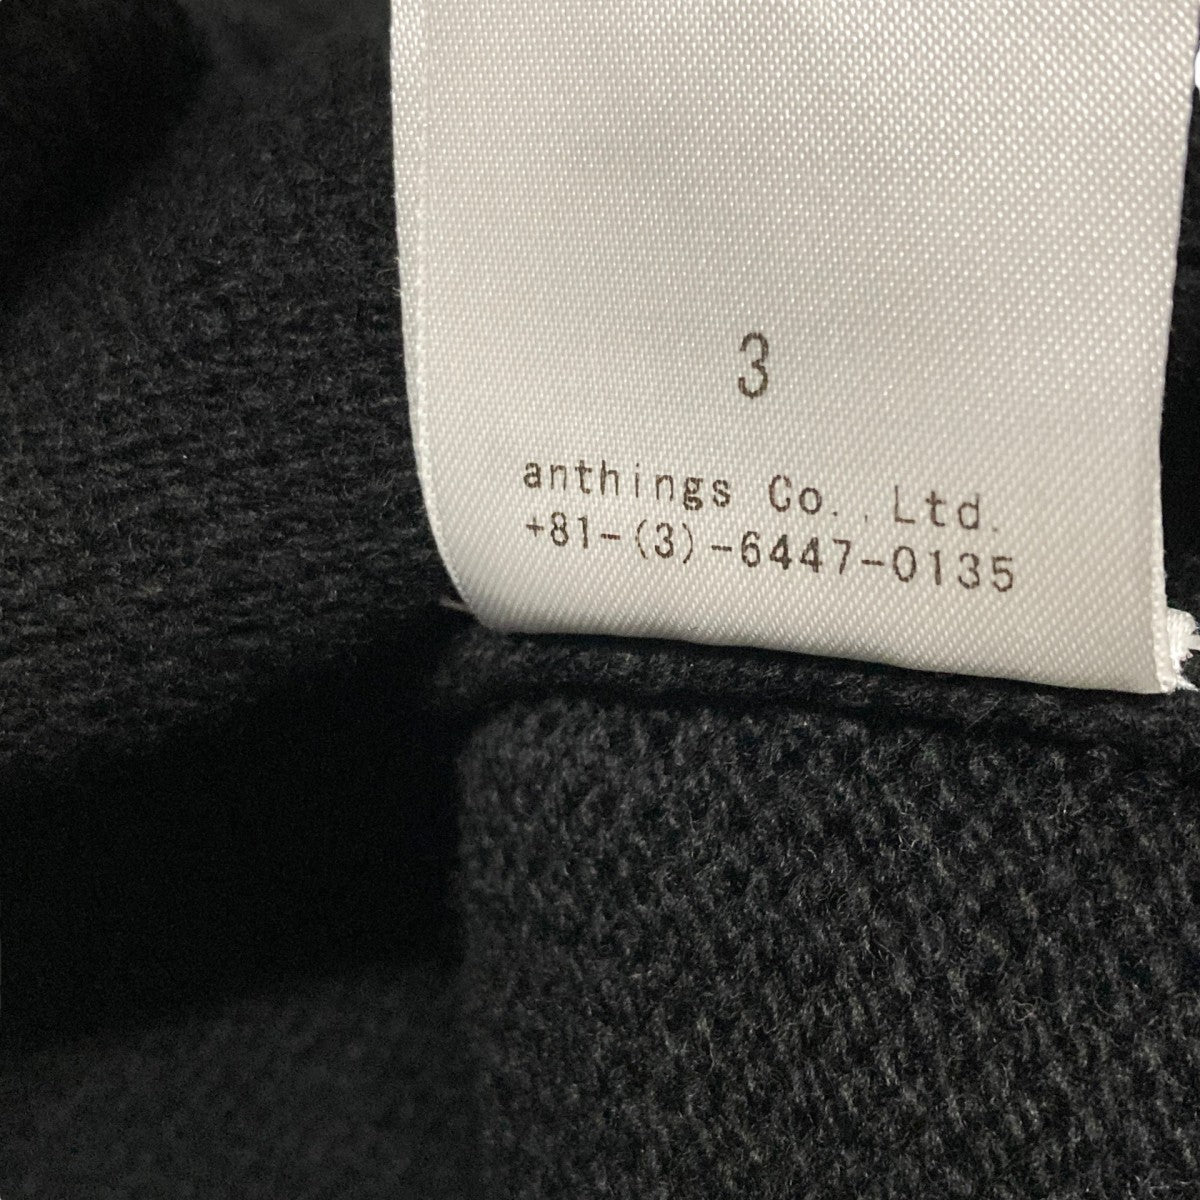 3
anthings Co., Ltd.
+81-(3)-6447-0135